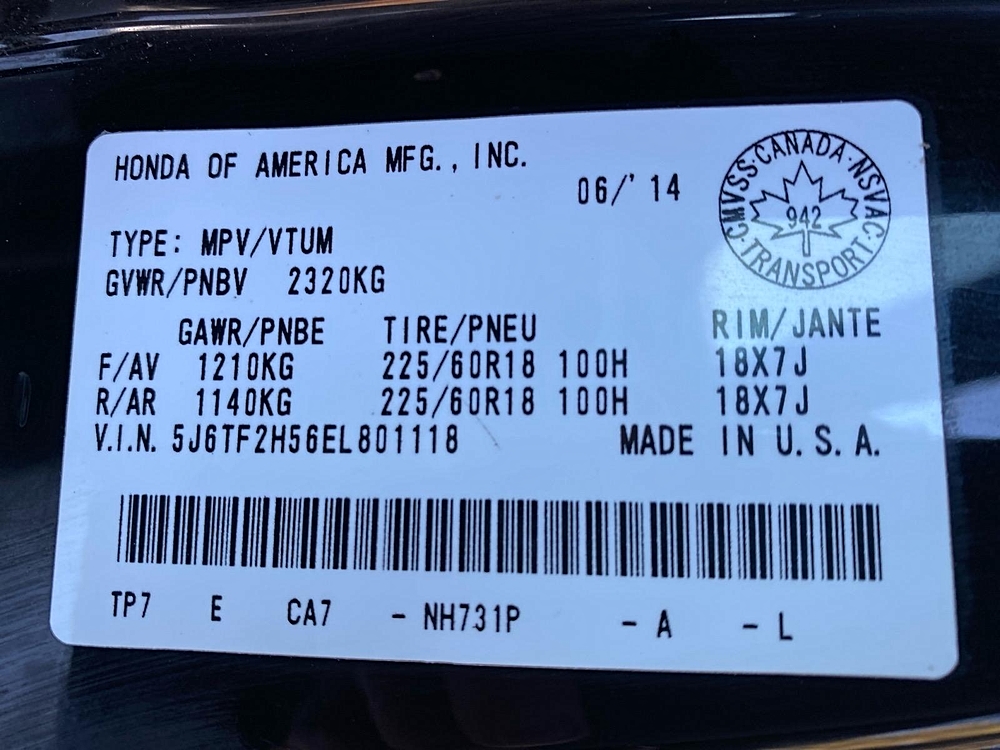 HONDA OF AMERICA MFG., INC.
06/'14
CMVSS·CANADA·NSVAC·TRANSPORT·
942
TYPE: MPV/VTUM
GVWR/PNBV 2320KG
GAWR/PNBE TIRE/PNEU RIM/JANTE
F/AV 1210KG 225/60R18 100H 18X7J
R/AR 1140KG 225/60R18 100H 18X7J
V.I.N. 5J6TF2H56EL801118 MADE IN U.S.A.
TP7 E CA7 - NH731P - A - L